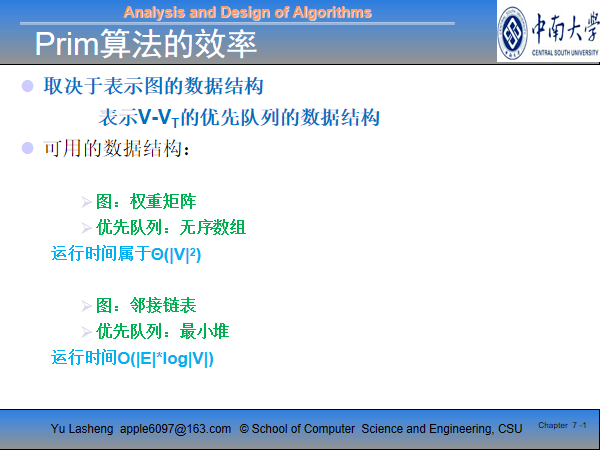 Analysis and Design of Algorithms
Prim算法的效率
中南大学
CENTRAL SOUTH UNIVERSITY
取决于表示图的数据结构
表示V-VT的优先队列的数据结构
可用的数据结构：
图：权重矩阵
优先队列：无序数组
运行时间属于Θ(|V|²)
图：邻接链表
优先队列：最小堆
运行时间O(|E|*log|V|)
Yu Lasheng apple6097@163.com © School of Computer Science and Engineering, CSU
Chapter 7 -1